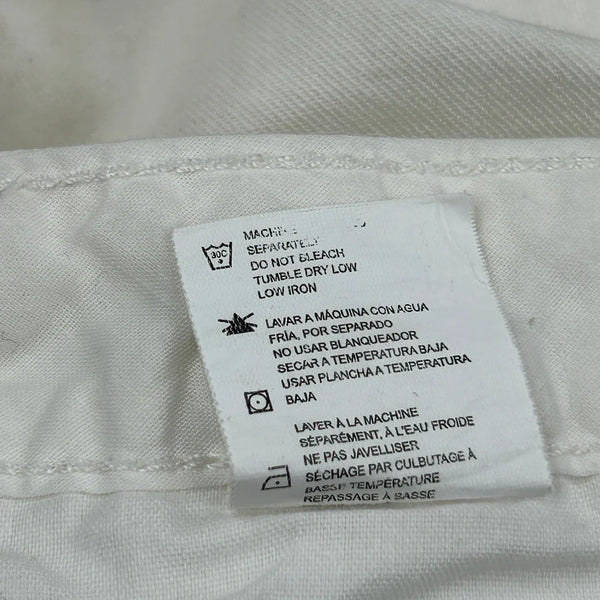 30C
SEPARATELY
DO NOT BLEACH
TUMBLE DRY LOW
LOW IRON
LAVAR A MÁQUINA CON AGUA
FRÍA, POR SEPARADO
NO USAR BLANQUEADOR
SECAR A TEMPERATURA BAJA
USAR PLANCHA A TEMPERATURA
BAJA
LAVER À LA MACHINE
SÉPARÉMENT, À L'EAU FROIDE
NE PAS JAVELLISER
SÉCHAGE PAR CULBUTAGE À
BASSE TEMPÉRATURE
REPASSAGE À BASSE